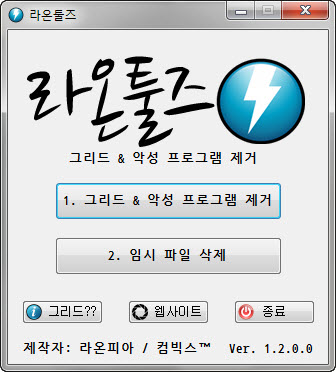 라온툴즈
라온툴즈
그리드 & 악성 프로그램 제거
1. 그리드 & 악성 프로그램 제거
2. 임시 파일 삭제
그리드?? 웹사이트 종료
제작자: 라온피아 / 컴빅스™ Ver. 1.2.0.0